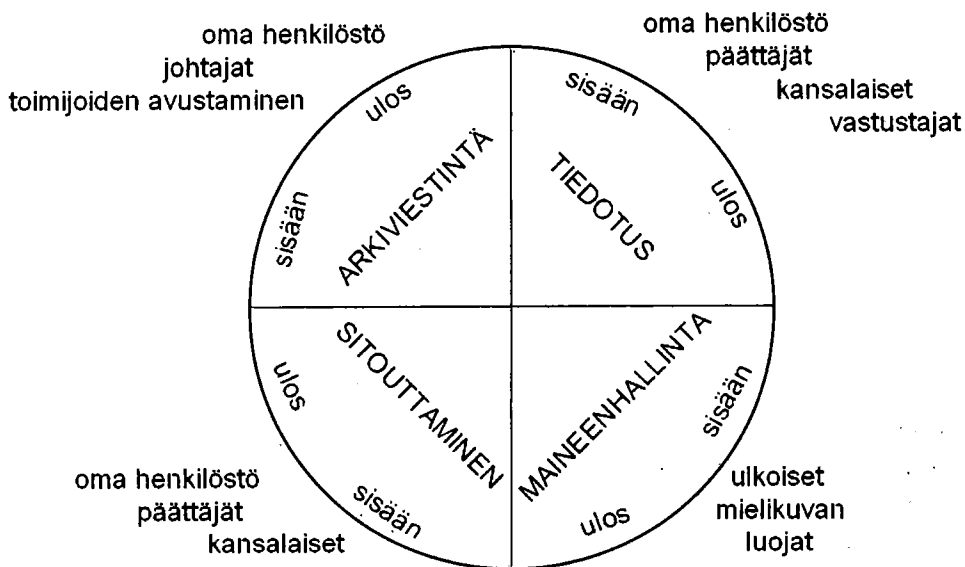 oma henkilöstö
johtajat
toimijoiden avustaminen
ulos
sisään
ARKIVIESTINTÄ
oma henkilöstö
päättäjät
kansalaiset
vastustajat
sisään
ulos
TIEDOTUS
SITOUTTAMINEN
ulos
sisään
oma henkilöstö
päättäjät
kansalaiset
MAINEENHALLINTA
sisään
ulos
ulkoiset
mielikuvan
luojat